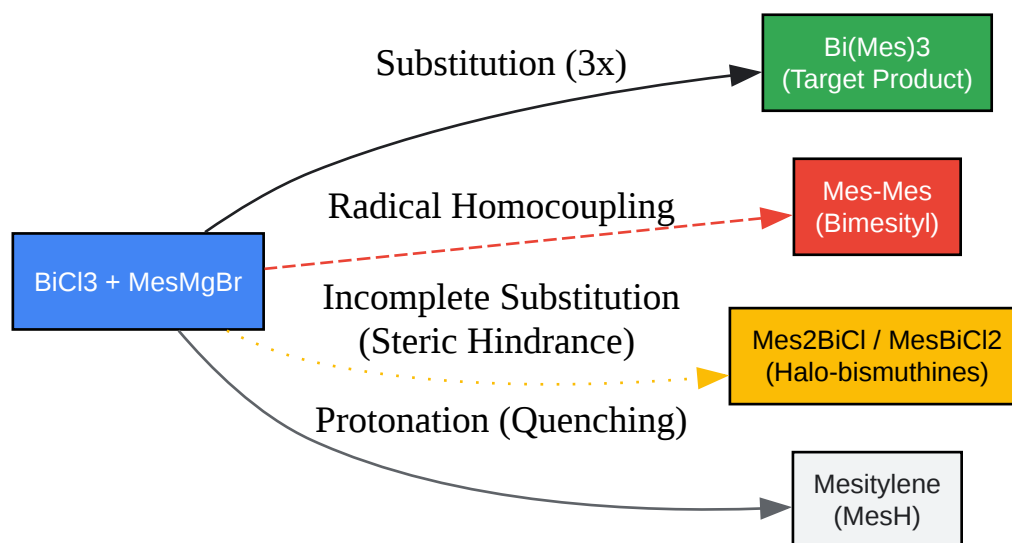 Substitution (3x)
Bi(Mes)3
(Target Product)
Radical Homocoupling
Mes-Mes
(Bimesityl)
BiCl3 + MesMgBr
Incomplete Substitution
(Steric Hindrance)
Mes2BiCl / MesBiCl2
(Halo-bismuthines)
Protonation (Quenching)
Mesitylene
(MesH)